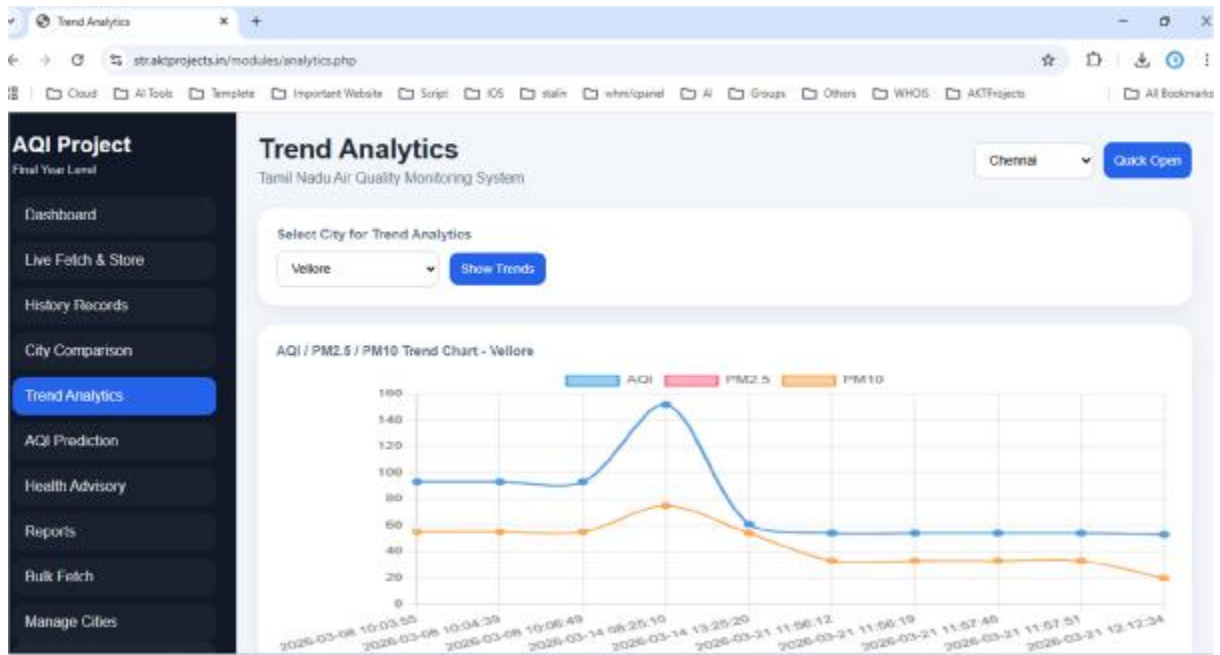 Trend Analytics
str.aktprojects.in/modules/analytics.php
Cloud AI Tools Template Important Website Script IOS stalin whm/cpanel AI Groups Others WHOIS AKTProjects All Bookmarks
AQI Project
Final Year Level
Dashboard
Live Fetch & Store
History Records
City Comparison
Trend Analytics
AQI Prediction
Health Advisory
Reports
Bulk Fetch
Manage Cities
Trend Analytics
Tamil Nadu Air Quality Monitoring System
Chennai
Quick Open
Select City for Trend Analytics
Vellore
Show Trends
AQI / PM2.5 / PM10 Trend Chart - Vellore
AQI PM2.5 PM10
160
140
120
100
80
60
40
20
0
2026-03-08 10:03:55
2026-03-08 10:04:39
2026-03-08 10:06:49
2026-03-14 08:25:10
2026-03-14 13:25:20
2026-03-21 11:56:12
2026-03-21 11:56:19
2026-03-21 11:57:46
2026-03-21 11:57:51
2026-03-21 12:12:34